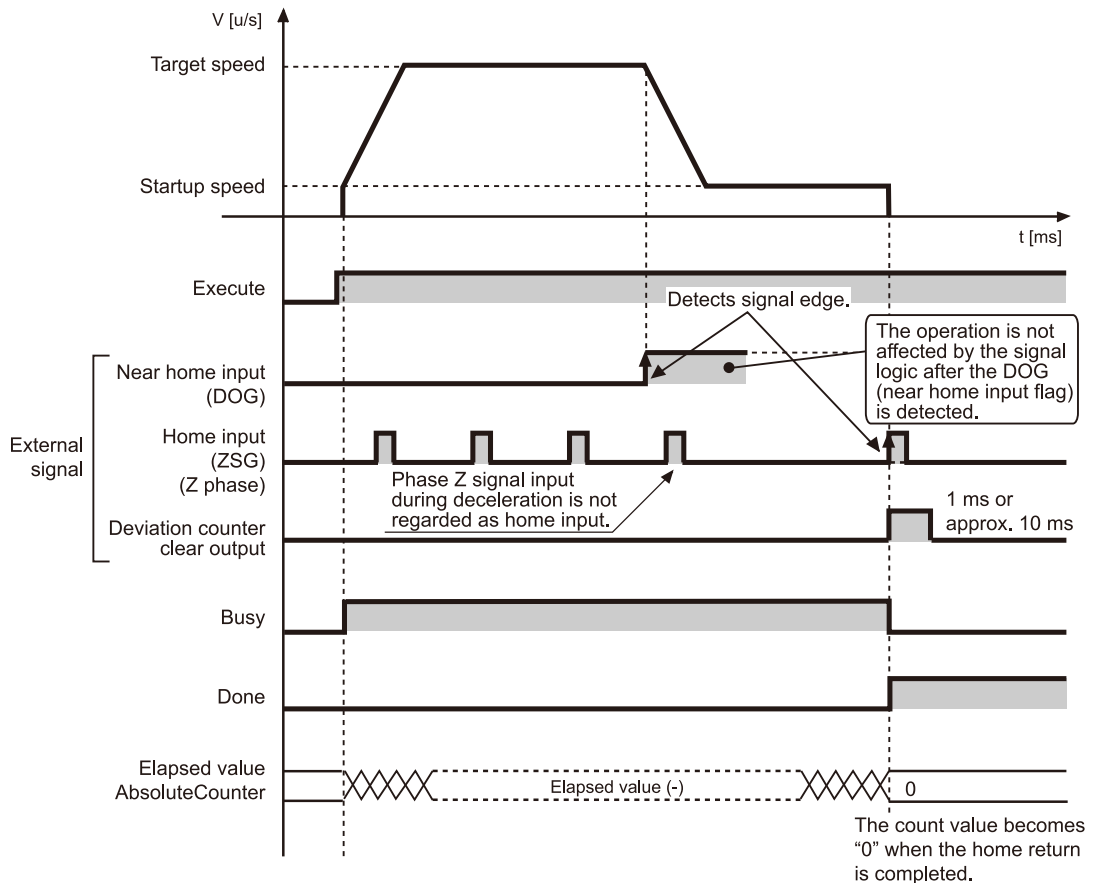 V [u/s]
Target speed
Startup speed
t [ms]
Execute
Detects signal edge.
The operation is not
affected by the signal
logic after the DOG
(near home input flag)
is detected.
Near home input
(DOG)
External
signal
Home input
(ZSG)
(Z phase)
Phase Z signal input
during deceleration is not
regarded as home input.
1 ms or
approx. 10 ms
Deviation counter
clear output
Busy
Done
Elapsed value
AbsoluteCounter
Elapsed value (-)
0
The count value becomes
“0” when the home return
is completed.